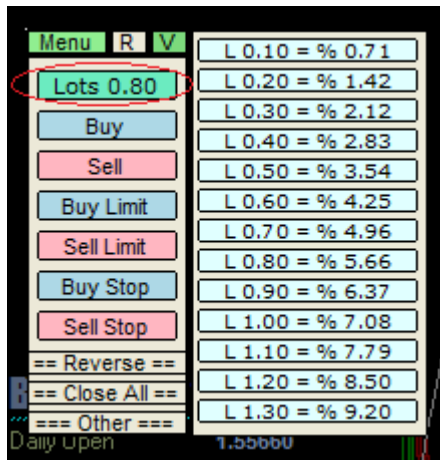 Menu R V
Lots 0.80
Buy
Sell
Buy Limit
Sell Limit
Buy Stop
Sell Stop
== Reverse ==
== Close All ==
=== Other ===
L 0.10 = % 0.71
L 0.20 = % 1.42
L 0.30 = % 2.12
L 0.40 = % 2.83
L 0.50 = % 3.54
L 0.60 = % 4.25
L 0.70 = % 4.96
L 0.80 = % 5.66
L 0.90 = % 6.37
L 1.00 = % 7.08
L 1.10 = % 7.79
L 1.20 = % 8.50
L 1.30 = % 9.20
Daily Open 1.55660